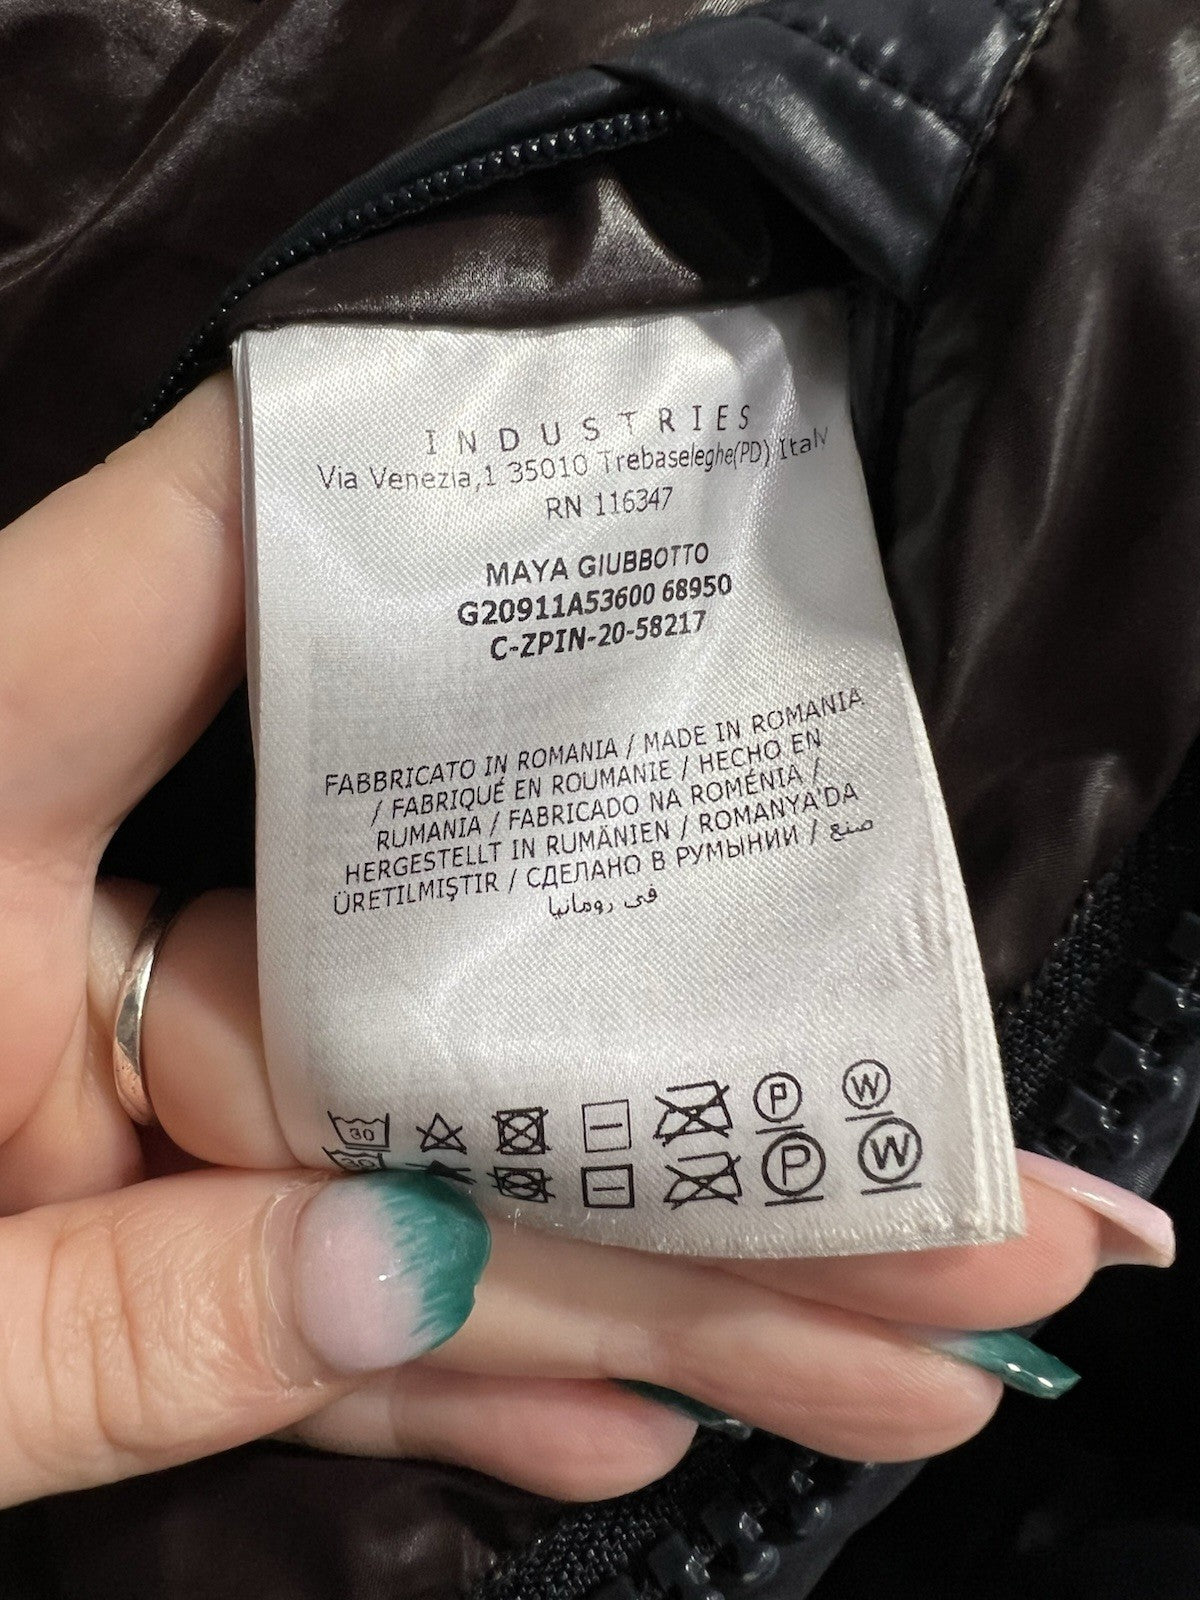 INDUSTRIES
Via Venezia,1 35010 Trebaseleghe(PD) Italy
RN 116347
MAYA GIUBBOTTO
G20911A53600 68950
C-ZPIN-20-58217
FABBRICATO IN ROMANIA / MADE IN ROMANIA
/ FABRIQUÉ EN ROUMANIE / HECHO EN
RUMANIA / FABRICADO NA ROMÉNIA /
HERGESTELLT IN RUMÄNIEN / ROMANYA'DA
ÜRETILMIŞTIR / СДЕЛАНО В РУМЫНИИ / صنع
في رومانيا
30 P W
30 P W